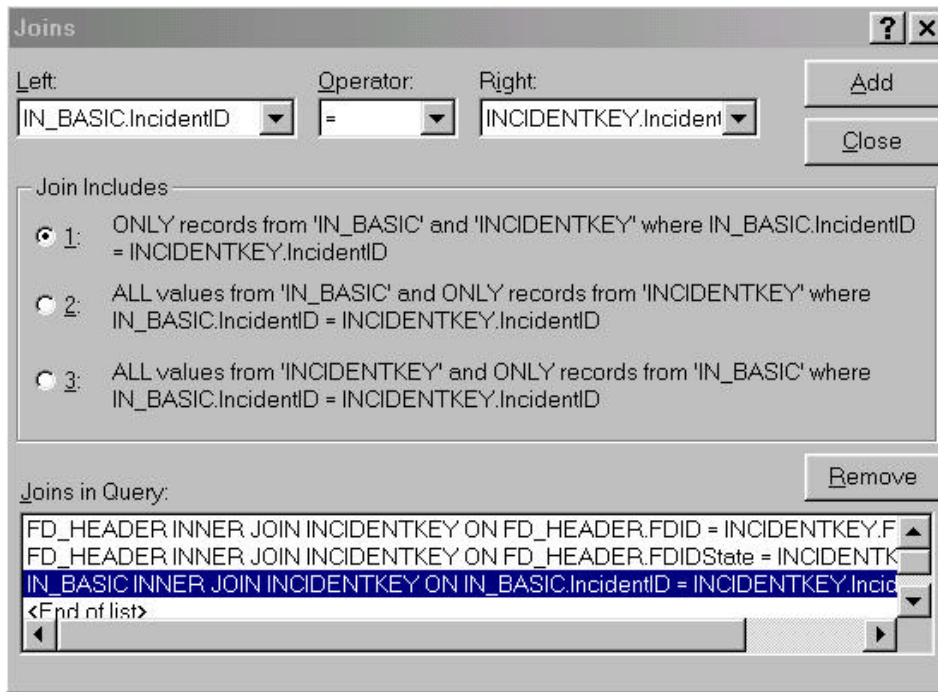 Joins
Left:
Operator:
Right:
Add
IN_BASIC.IncidentID
=
INCIDENTKEY.Incident
Close
Join Includes
1: ONLY records from 'IN_BASIC' and 'INCIDENTKEY' where IN_BASIC.IncidentID
= INCIDENTKEY.IncidentID
2: ALL values from 'IN_BASIC' and ONLY records from 'INCIDENTKEY' where
IN_BASIC.IncidentID = INCIDENTKEY.IncidentID
3: ALL values from 'INCIDENTKEY' and ONLY records from 'IN_BASIC' where
IN_BASIC.IncidentID = INCIDENTKEY.IncidentID
Remove
Joins in Query:
FD_HEADER INNER JOIN INCIDENTKEY ON FD_HEADER.FDID = INCIDENTKEY.F
FD_HEADER INNER JOIN INCIDENTKEY ON FD_HEADER.FDIDState = INCIDENTK
IN_BASIC INNER JOIN INCIDENTKEY ON IN_BASIC.IncidentID = INCIDENTKEY.Incid
<End of list>